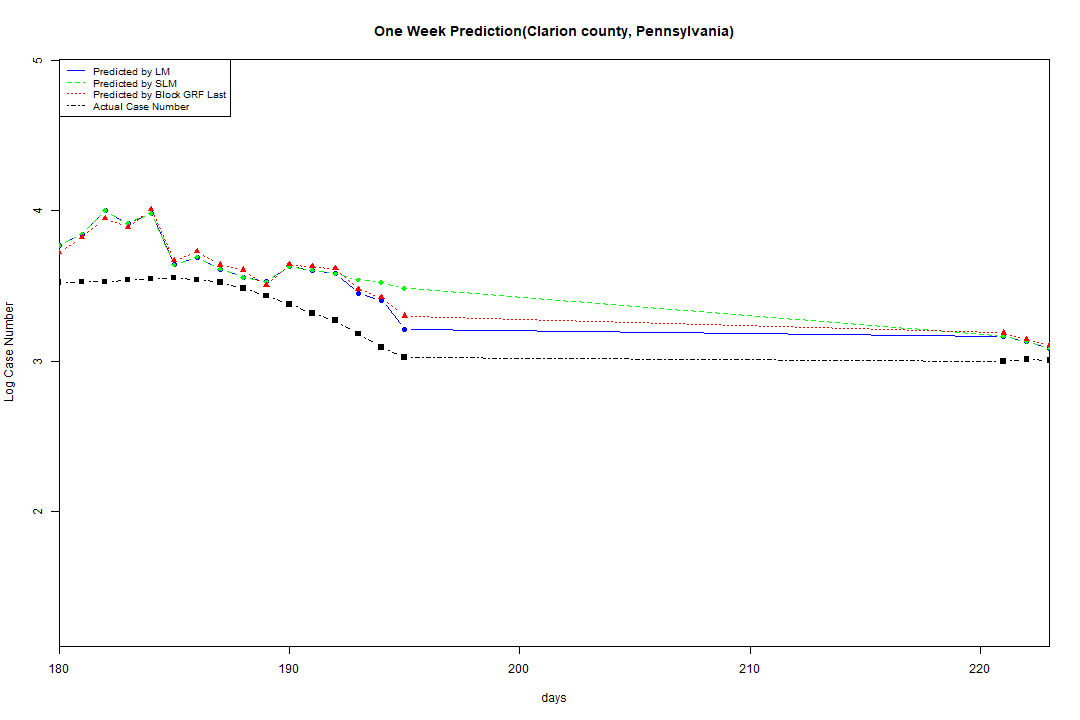 One Week Prediction(Clarion county, Pennsylvania)
Predicted by LM
Predicted by SLM
Predicted by Block GRF Last
Actual Case Number
5
4
3
2
Log Case Number
180 190 200 210 220
days